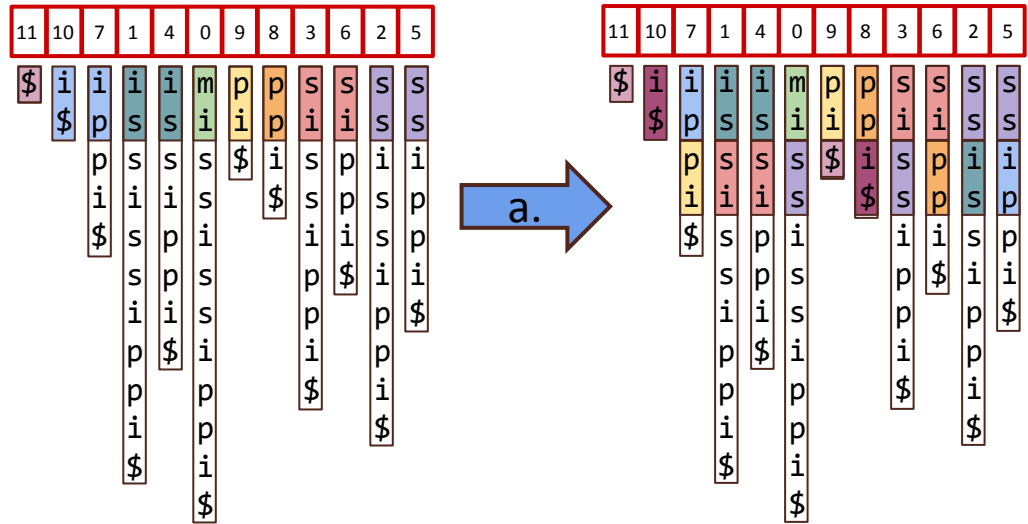 11 10 7 1 4 0 9 8 3 6 2 5
$
i$
ippi$
ississippi$
issippi$
mississippi$
pi$
ppi$
sissippi$
sippi$
ssissippi$
ssippi$
a.
11 10 7 1 4 0 9 8 3 6 2 5
$
i$
ippi$
ississippi$
issippi$
mississippi$
pi$
ppi$
sissippi$
sippi$
ssissippi$
ssippi$